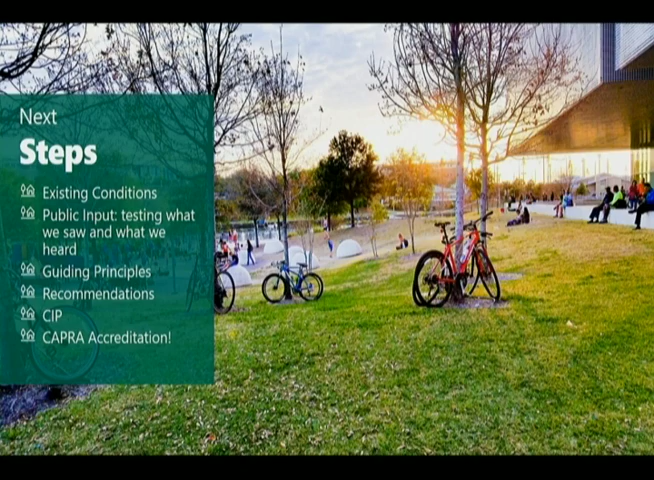 Next
Steps
Existing Conditions
Public Input: testing what
we saw and what we
heard
Guiding Principles
Recommendations
CIP
CAPRA Accreditation!